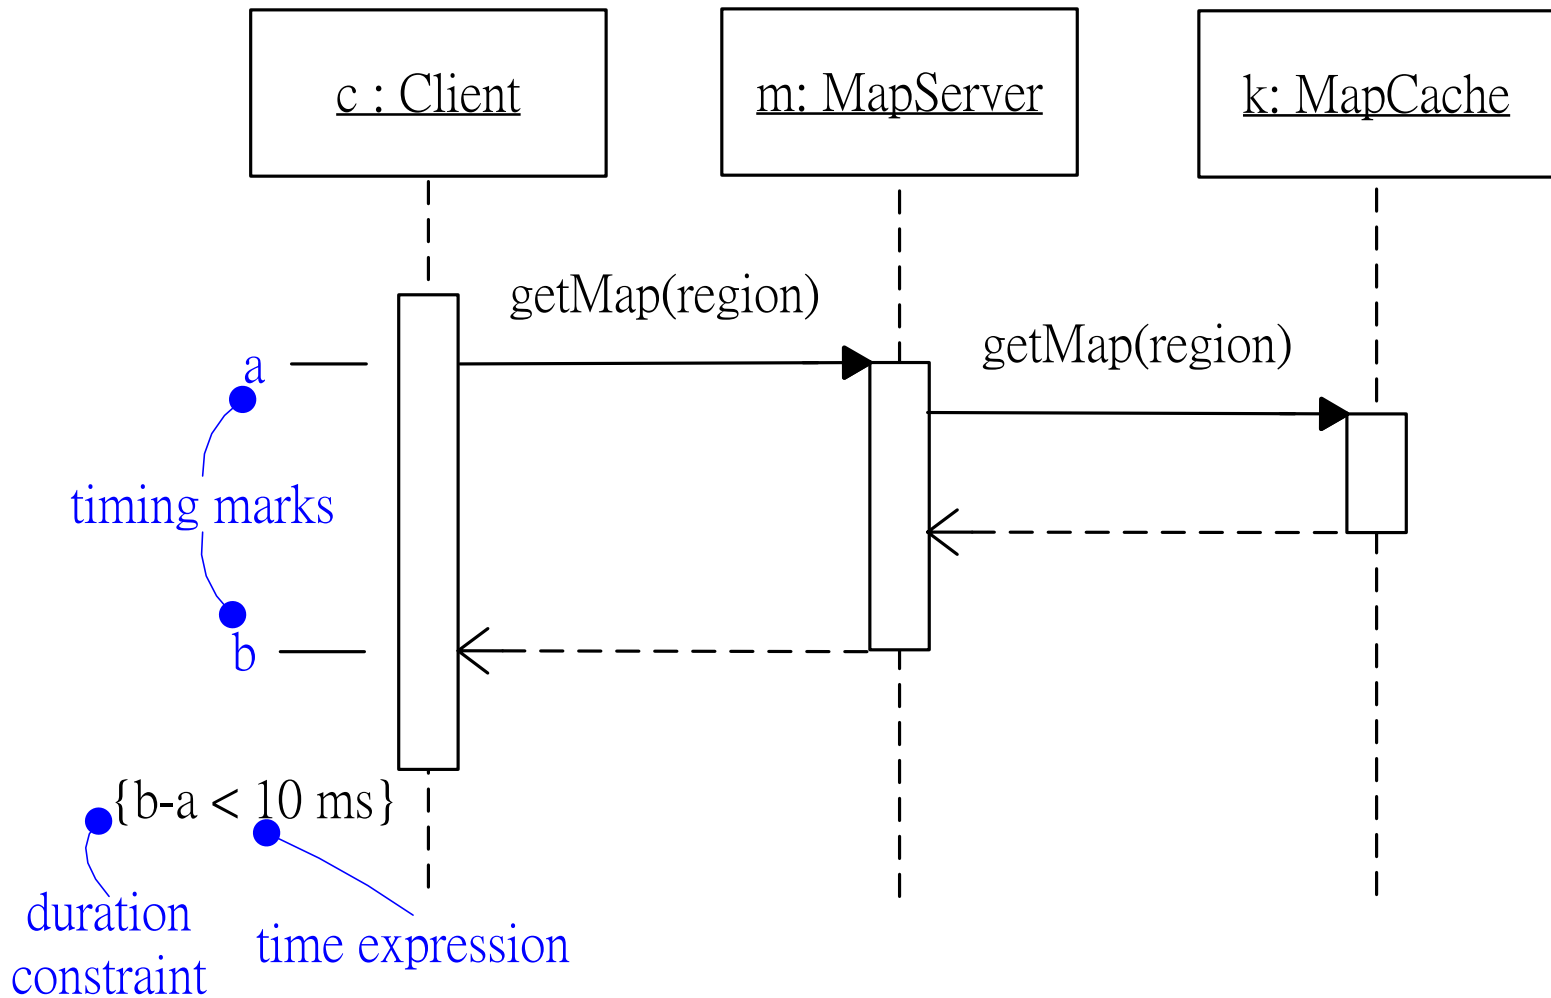 c : Client
m: MapServer
k: MapCache
getMap(region)
getMap(region)
a
timing marks
b
{b-a < 10 ms}
duration
constraint
time expression